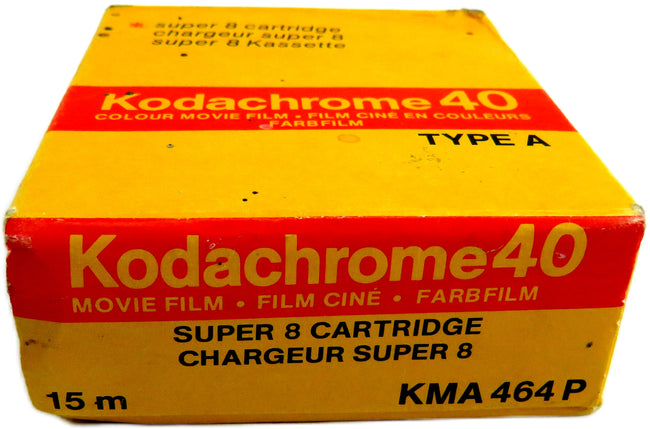 super 8 cartridge
chargeur super 8
super 8 Kassette
Kodachrome 40
COLOUR MOVIE FILM • FILM CINÉ EN COULEURS
FARBFILM
TYPE A
Kodachrome 40
MOVIE FILM • FILM CINÉ • FARBFILM
SUPER 8 CARTRIDGE
CHARGEUR SUPER 8
15 m KMA 464 P